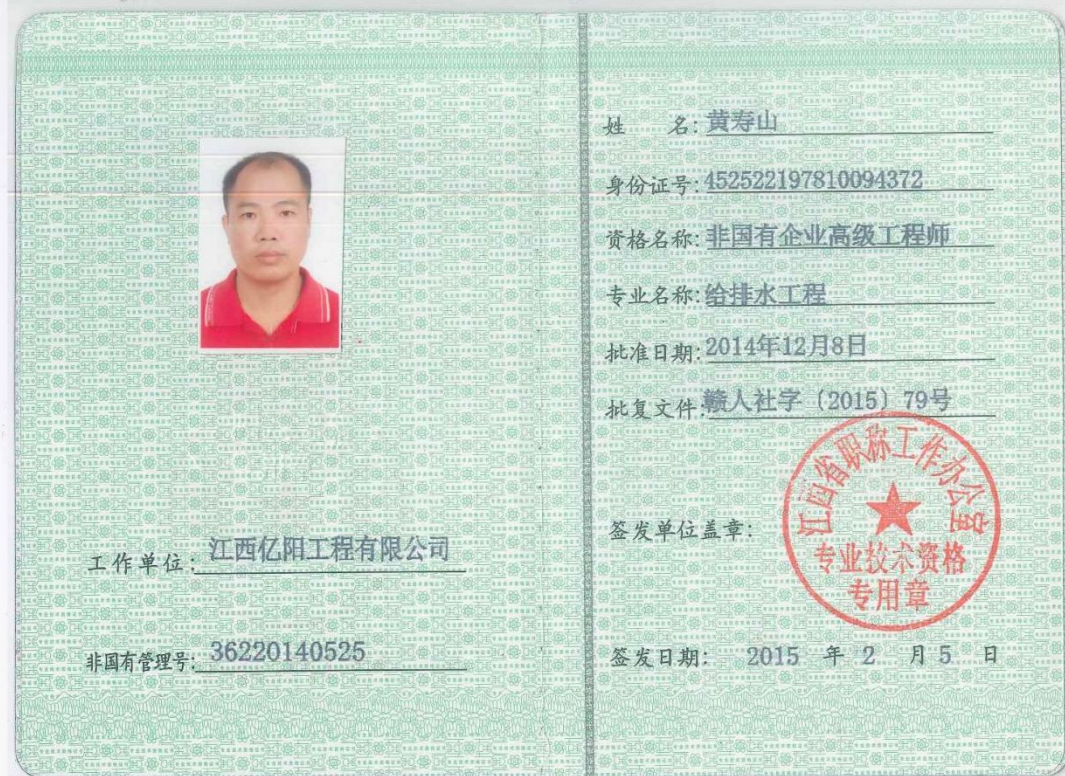 工作单位:江西亿阳工程有限公司
非国有管理号:36220140525
姓 名:黄寿山
身份证号:452522197810094372
资格名称:非国有企业高级工程师
专业名称:给排水工程
批准日期:2014年12月8日
批复文件:赣人社字〔2015〕79号
签发单位盖章:
江西省职称工作办公室
专业技术资格
专用章
签发日期: 2015 年 2 月 5 日